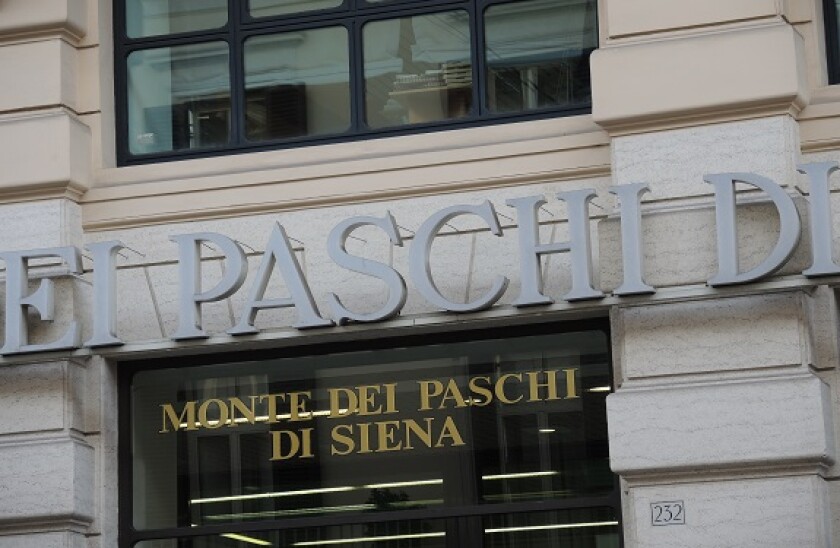 EI PASCHI DI
MONTE DEI PASCHI
DI SIENA
232